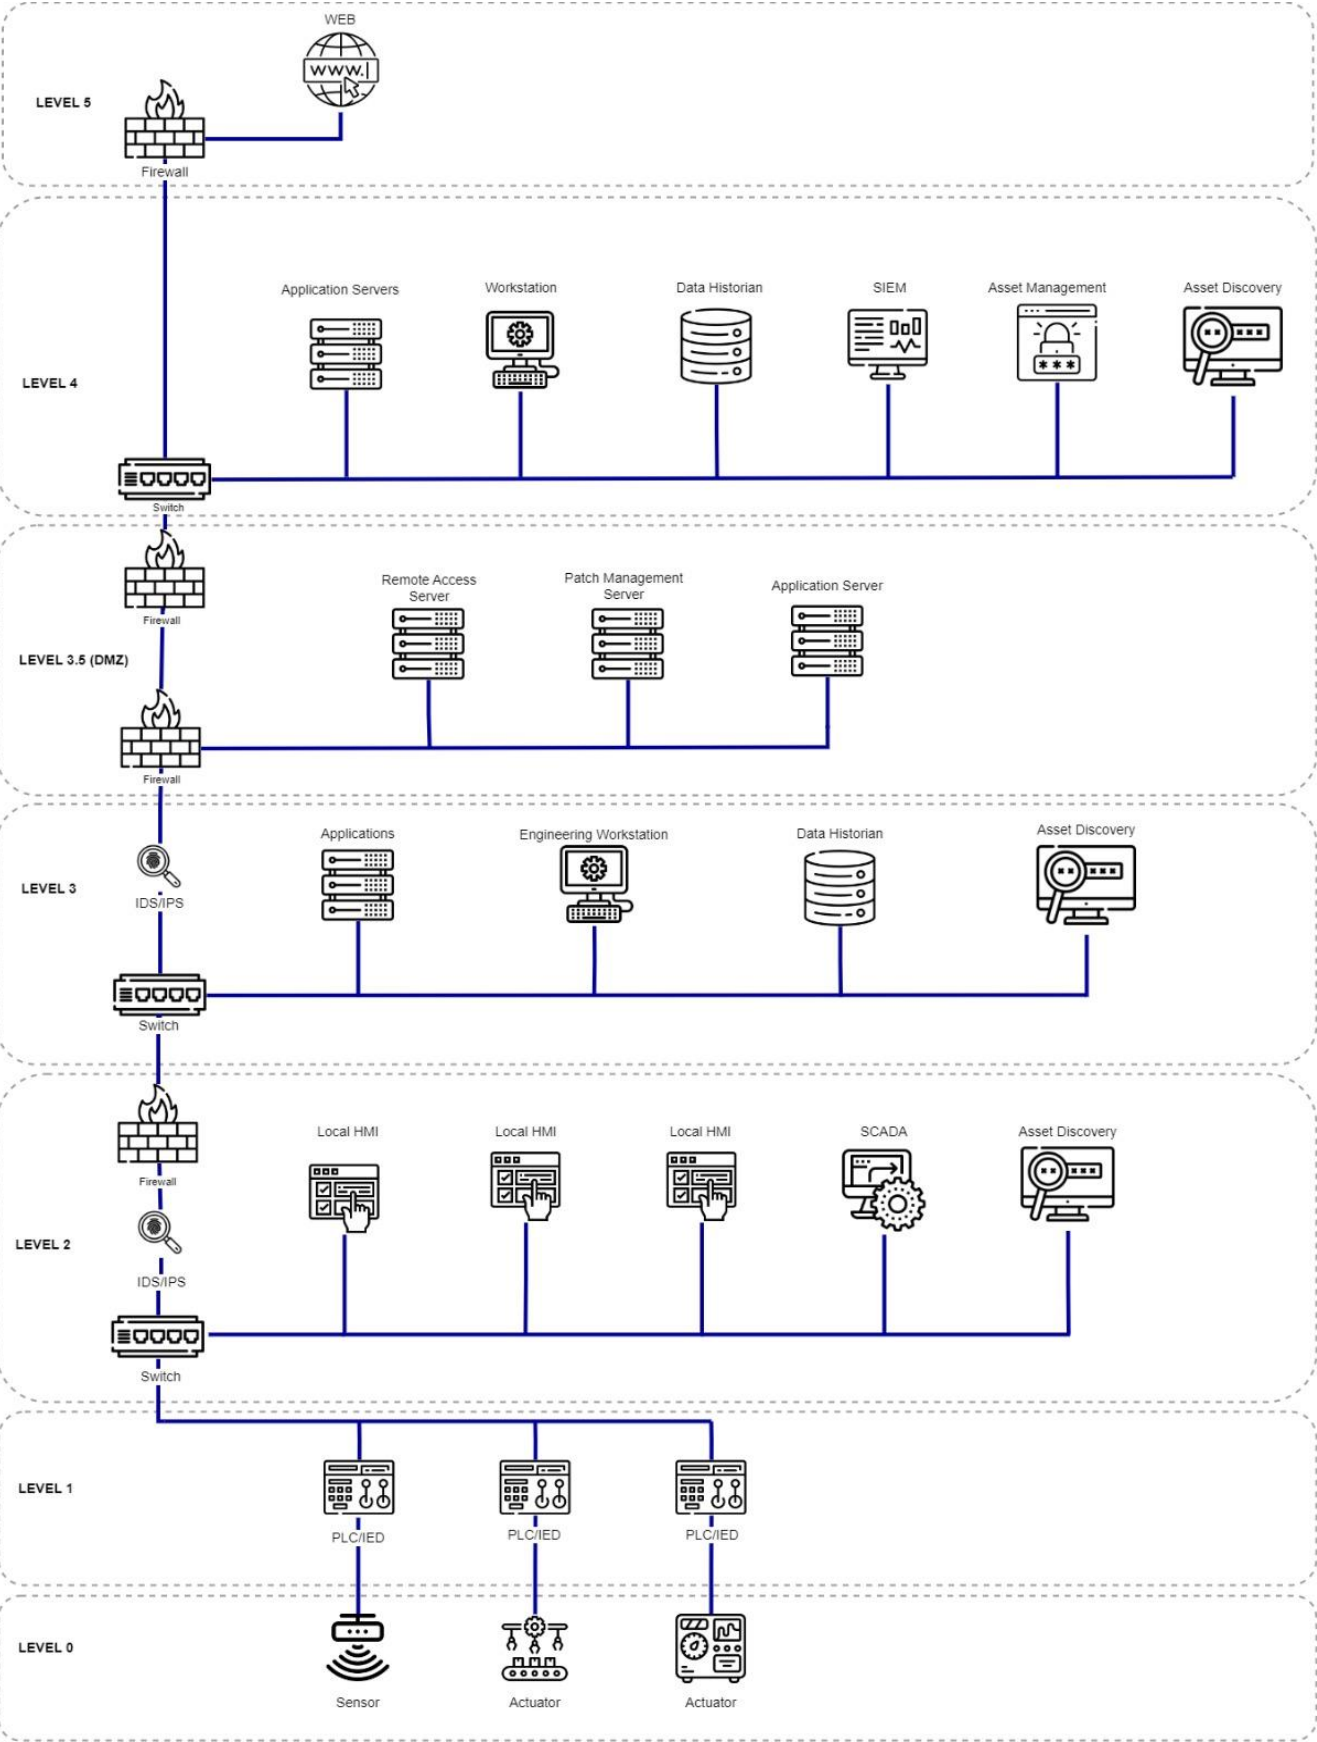 WEB
www.
LEVEL 5
Firewall
Application Servers
Workstation
Data Historian
SIEM
Asset Management
Asset Discovery
LEVEL 4
Switch
Firewall
Remote Access
Server
Patch Management
Server
Application Server
LEVEL 3.5 (DMZ)
Firewall
Applications
Engineering Workstation
Data Historian
Asset Discovery
LEVEL 3
IDS/IPS
Switch
Firewall
Local HMI
Local HMI
Local HMI
SCADA
Asset Discovery
LEVEL 2
IDS/IPS
Switch
LEVEL 1
PLC/IED
PLC/IED
PLC/IED
LEVEL 0
Sensor
Actuator
Actuator